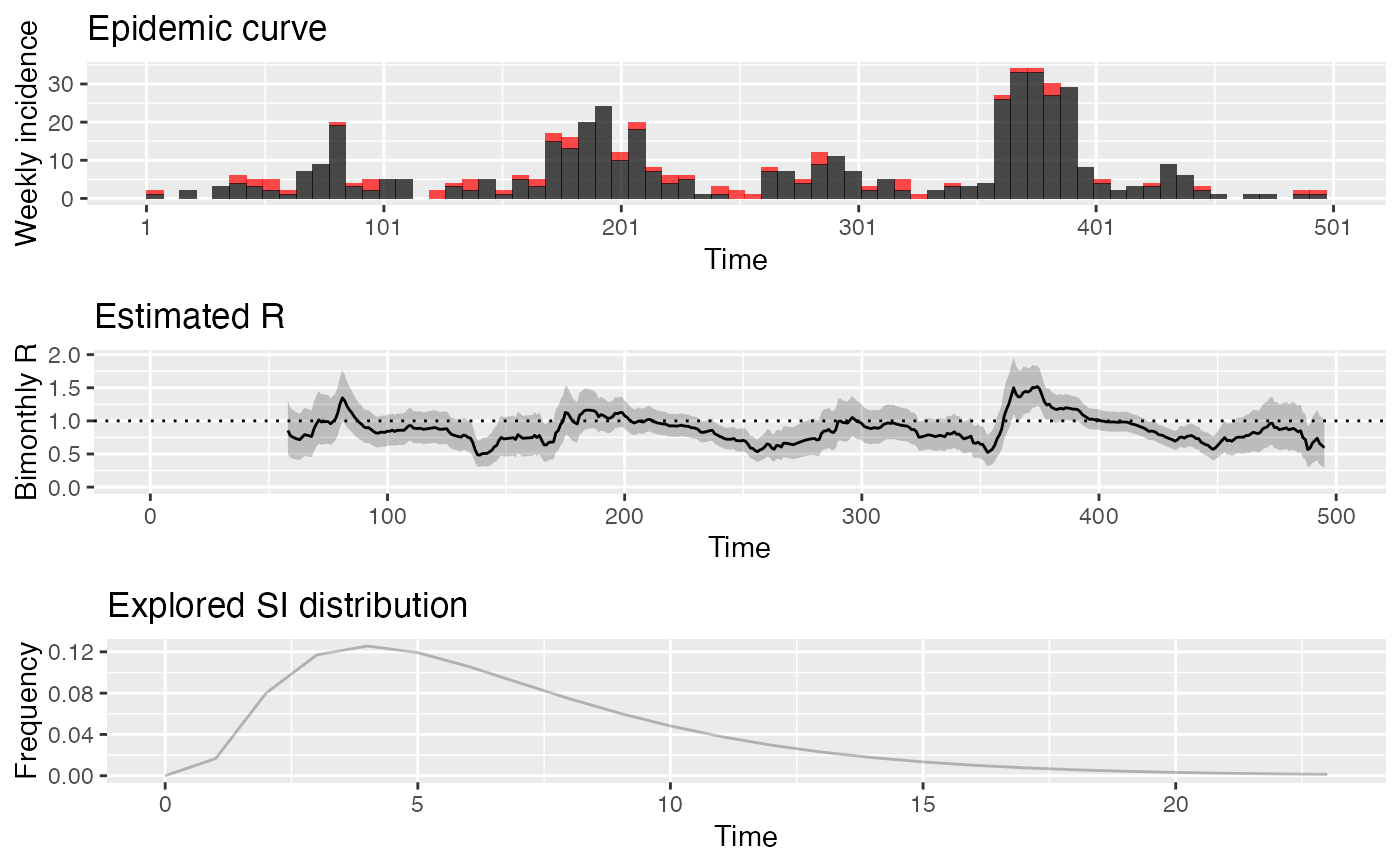 Epidemic curve
Weekly incidence
30
20
10
0
1 101 201 301 401 501
Time
Estimated R
Bimonthly R
2.0
1.5
1.0
0.5
0.0
0 100 200 300 400 500
Time
Explored SI distribution
Frequency
0.12
0.08
0.04
0.00
0 5 10 15 20
Time